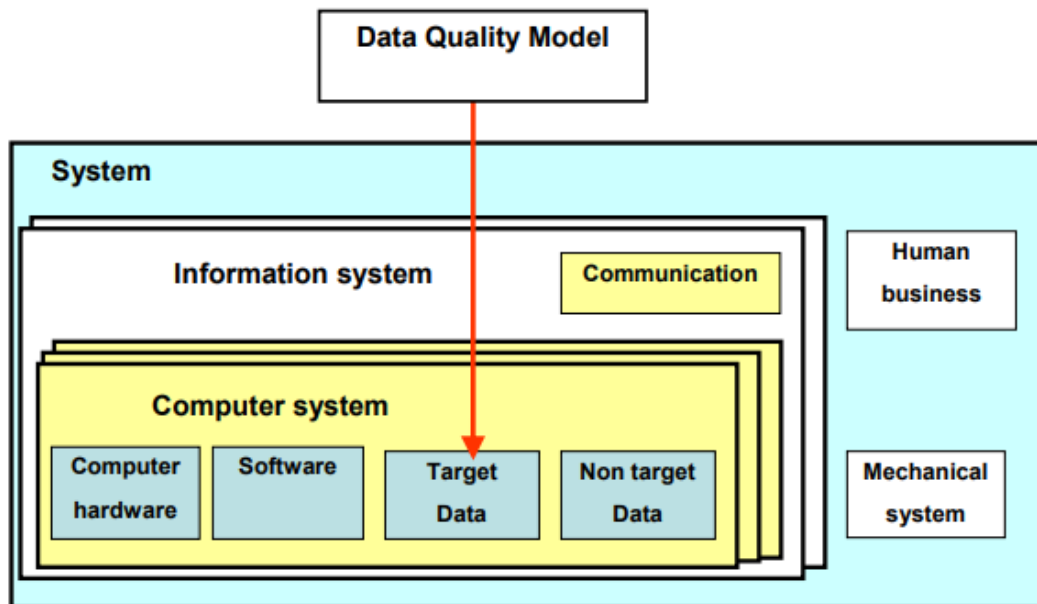 Data Quality Model
System
Information system
Communication
Human
business
Computer system
Computer
hardware
Software
Target
Data
Non target
Data
Mechanical
system